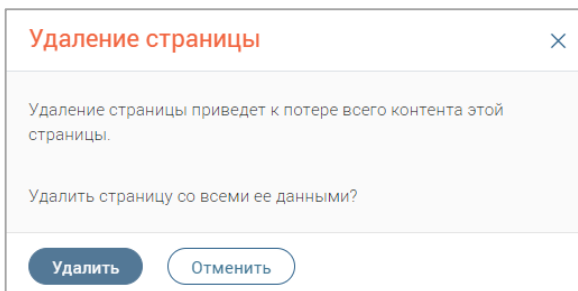 Удаление страницы
Удаление страницы приведет к потере всего контента этой
страницы.
Удалить страницу со всеми ее данными?
Удалить Отменить